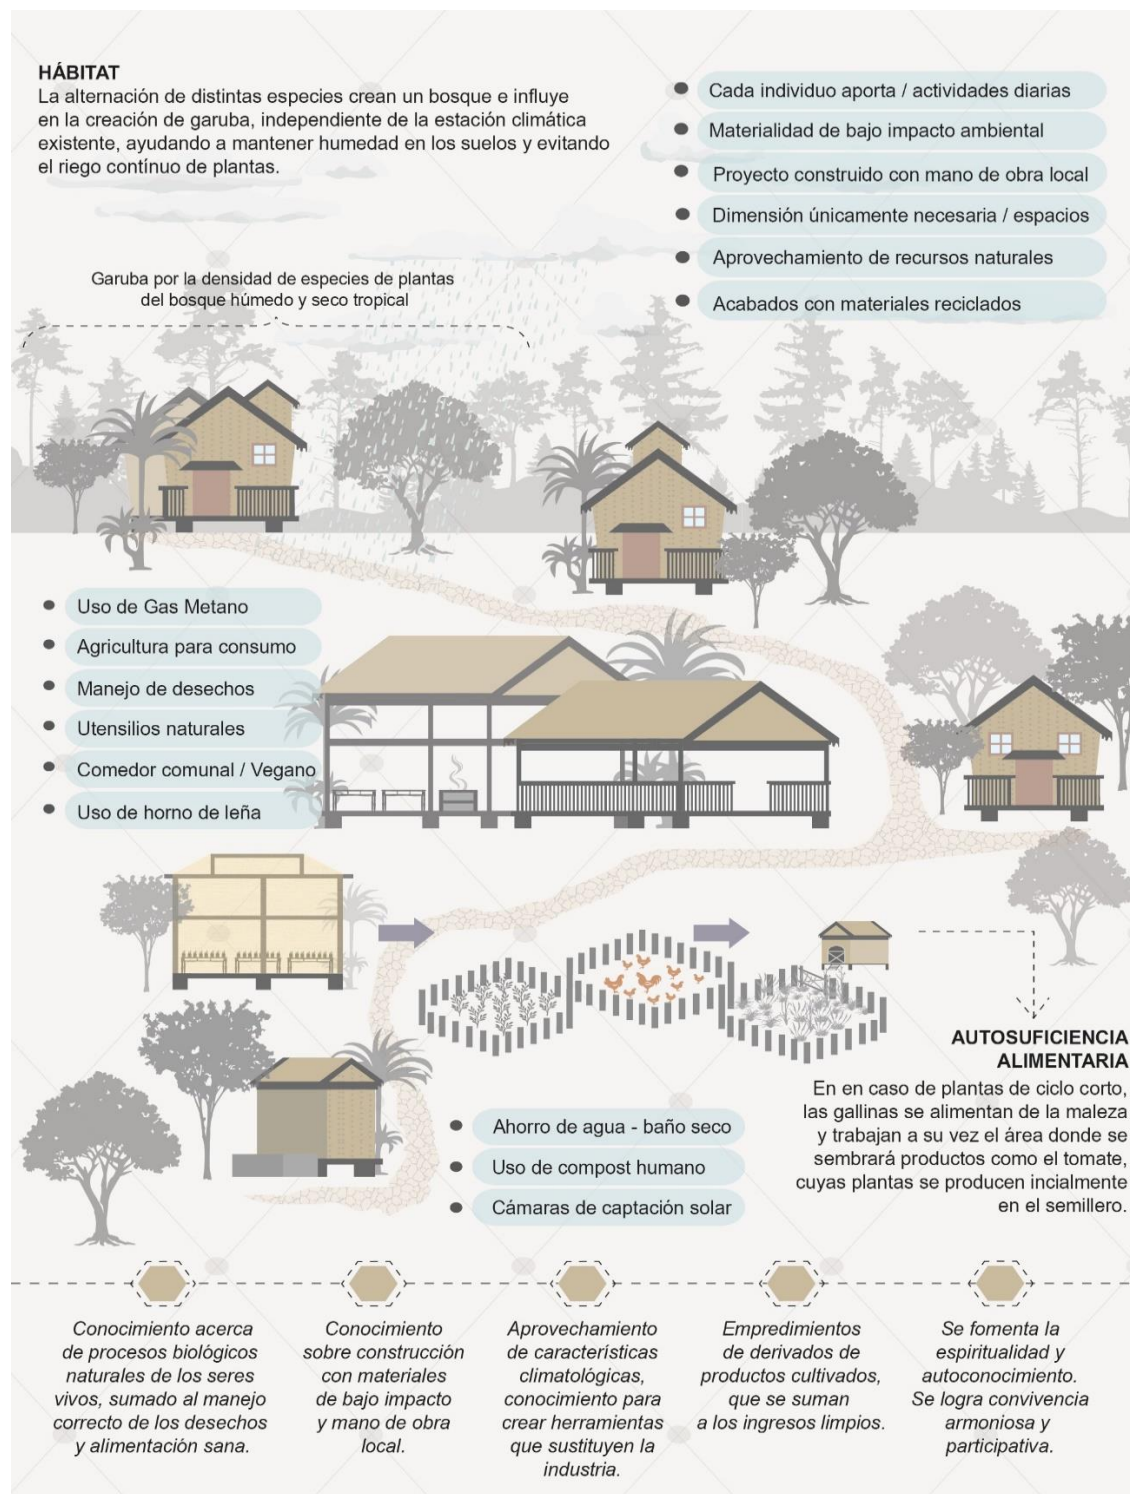 HÁBITAT
La alternación de distintas especies crean un bosque e influye
en la creación de garuba, independiente de la estación climática
existente, ayudando a mantener humedad en los suelos y evitando
el riego contínuo de plantas.
Cada individuo aporta / actividades diarias
Materialidad de bajo impacto ambiental
Proyecto construido con mano de obra local
Dimensión únicamente necesaria / espacios
Aprovechamiento de recursos naturales
Acabados con materiales reciclados
Garuba por la densidad de especies de plantas
del bosque húmedo y seco tropical
Uso de Gas Metano
Agricultura para consumo
Manejo de desechos
Utensilios naturales
Comedor comunal / Vegano
Uso de horno de leña
AUTOSUFICIENCIA
ALIMENTARIA
En en caso de plantas de ciclo corto,
las gallinas se alimentan de la maleza
y trabajan a su vez el área donde se
sembrará productos como el tomate,
cuyas plantas se producen incialmente
en el semillero.
Ahorro de agua - baño seco
Uso de compost humano
Cámaras de captación solar
Conocimiento acerca
de procesos biológicos
naturales de los seres
vivos, sumado al manejo
correcto de los desechos
y alimentación sana.
Conocimiento
sobre construcción
con materiales
de bajo impacto
y mano de obra
local.
Aprovechamiento
de características
climatológicas,
conocimiento para
crear herramientas
que sustituyen la
industria.
Empredimientos
de derivados de
productos cultivados,
que se suman
a los ingresos limpios.
Se fomenta la
espiritualidad y
autoconocimiento.
Se logra convivencia
armoniosa y
participativa.